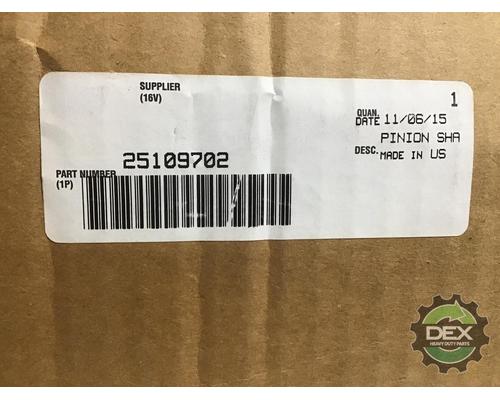 SUPPLIER
(16V)
1
QUAN.
DATE 11/06/15
PINION SHA
DESC. MADE IN US
25109702
PART NUMBER
(1P)
DEX
HEAVY DUTY PARTS